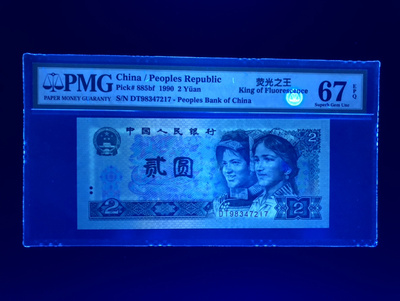 PMG
PAPER MONEY GUARANTY
China / Peoples Republic
Pick# 885bf 1990 2 Yüan
S/N DT98347217 - Peoples Bank of China
荧光之王
King of Fluorescence
67 EPQ
Superb Gem Unc
中国人民银行
贰圆
2
2
DT98347217